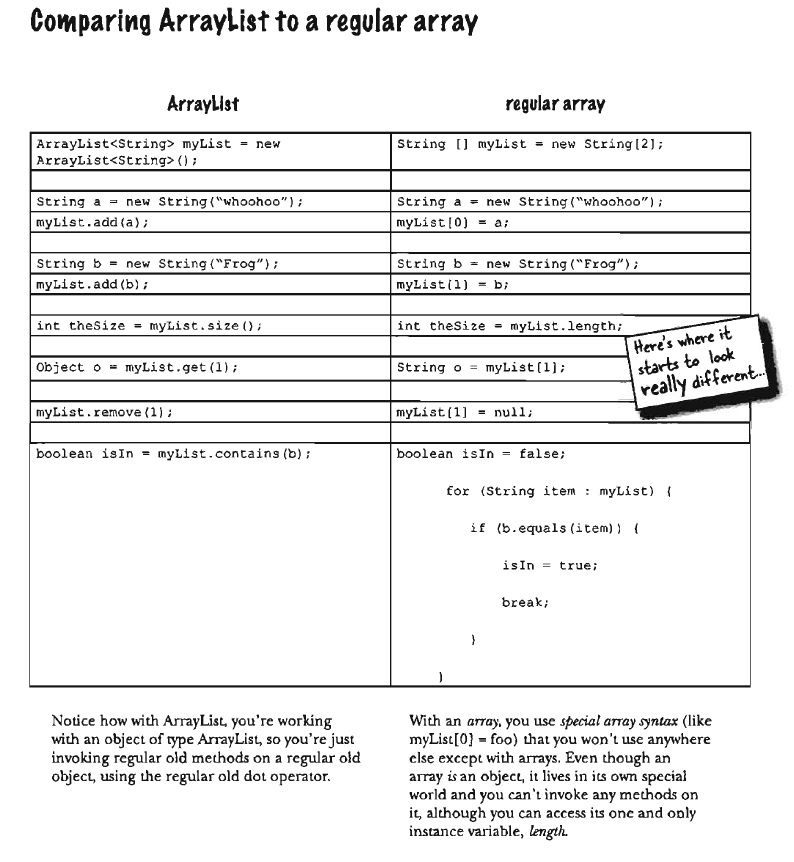 Comparing ArrayList to a regular array
ArrayList
regular array
ArrayList<String> myList = new
ArrayList<String>();
String [] myList = new String[2];
String a = new String("whoohoo");
String a = new String("whoohoo");
myList.add(a);
myList[0] = a;
String b = new String("Frog");
String b = new String("Frog");
myList.add(b);
myList[1] = b;
int theSize = myList.size();
int theSize = myList.length;
Here's where it
starts to look
really different...
Object o = myList.get(1);
String o = myList[1];
myList.remove(1);
myList[1] = null;
boolean isIn = myList.contains(b);
boolean isIn = false;
for (String item : myList) {
if (b.equals(item)) {
isIn = true;
break;
}
}
Notice how with ArrayList, you're working
with an object of type ArrayList, so you're just
invoking regular old methods on a regular old
object, using the regular old dot operator.
With an array, you use special array syntax (like
myList[0] = foo) that you won't use anywhere
else except with arrays. Even though an
array is an object, it lives in its own special
world and you can't invoke any methods on
it, although you can access its one and only
instance variable, length.